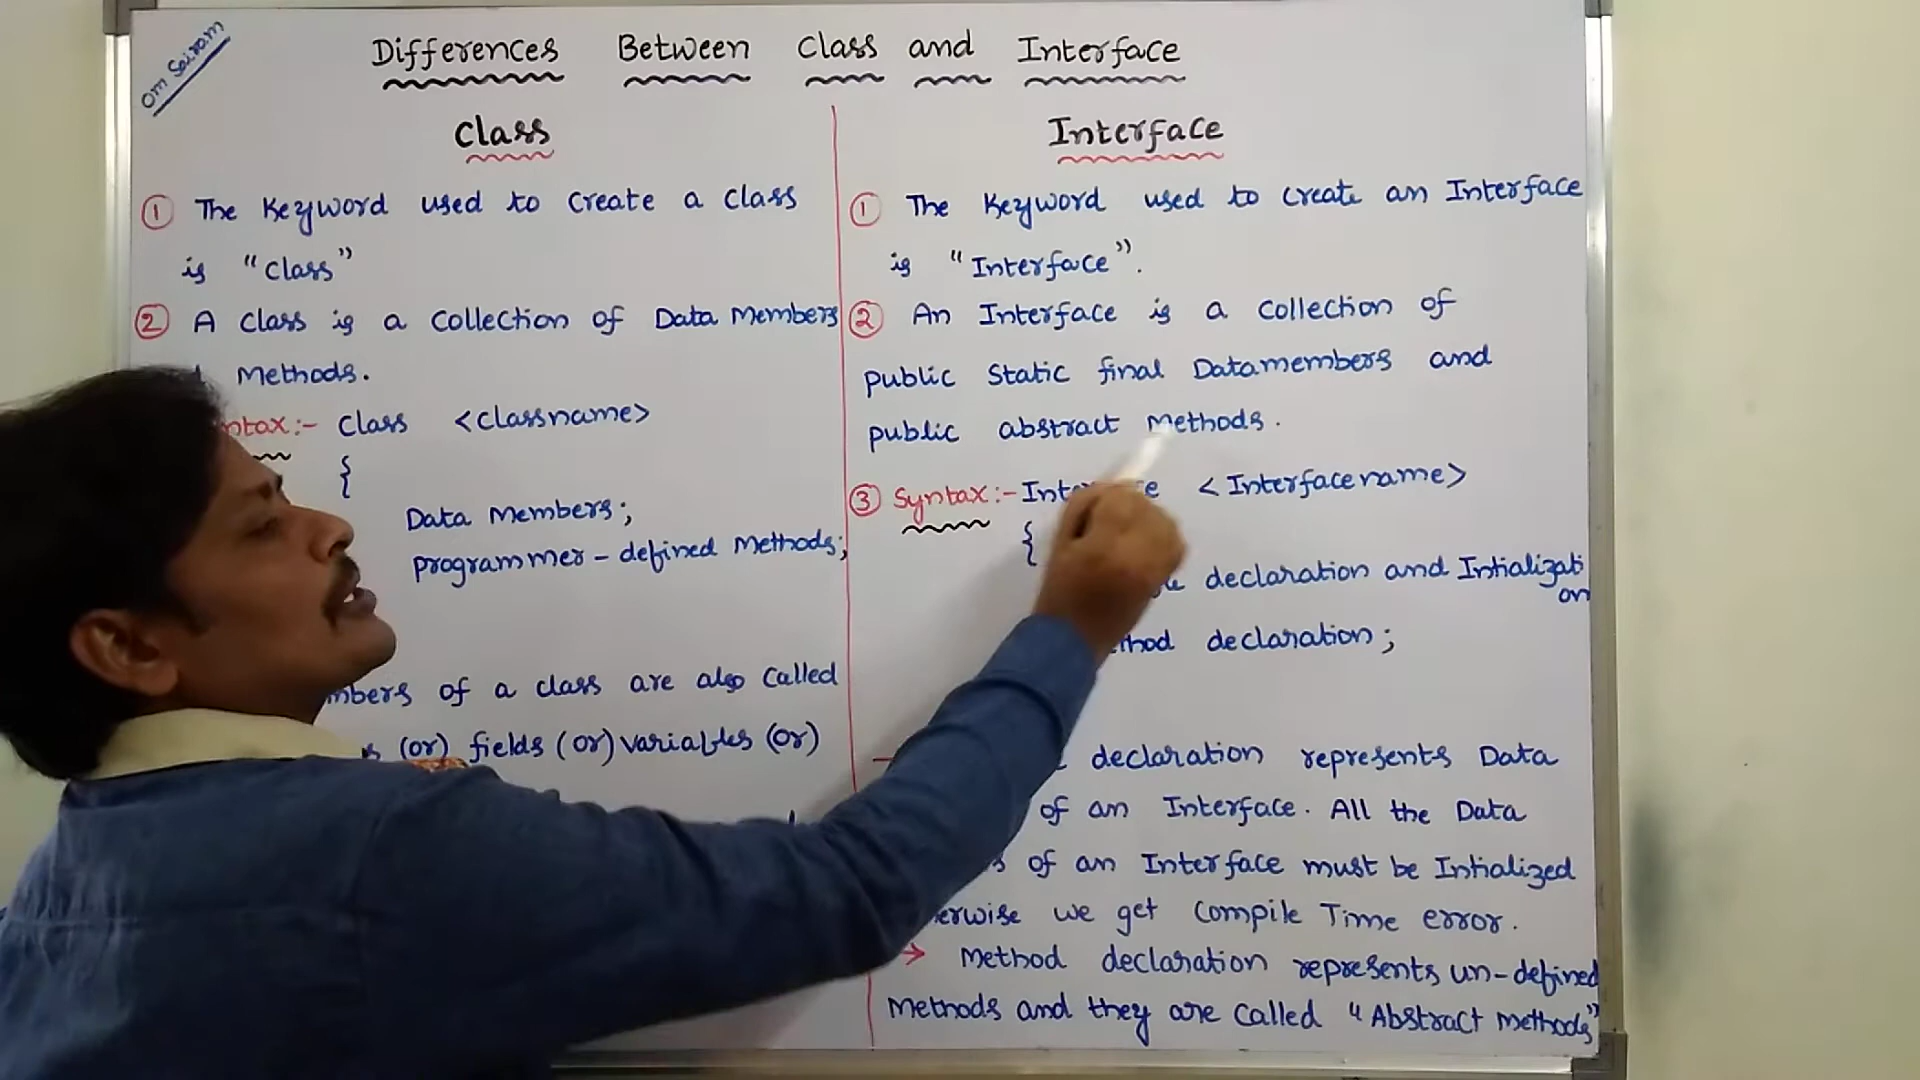 Om Sairam
Differences Between Class and Interface
Class
① The Keyword used to Create a Class
is "Class"
② A Class is a Collection of Data Members
Methods.
Syntax:- Class <Classname>
{
Data Members;
programmer-defined Methods;
of a class are also Called
(or) fields (or) variables (or)
Interface
① The Keyword used to Create an Interface
is "Interface".
② An Interface is a Collection of
public Static final Datamembers and
public abstract Methods.
③ Syntax:- Interface <Interfacename>
{
declaration and Intialization
declaration;
declaration represents Data
of an Interface. All the Data
of an Interface must be Intialized
we get Compile Time error.
→ Method declaration represents un-defined
Methods and they are Called "Abstract Methods"